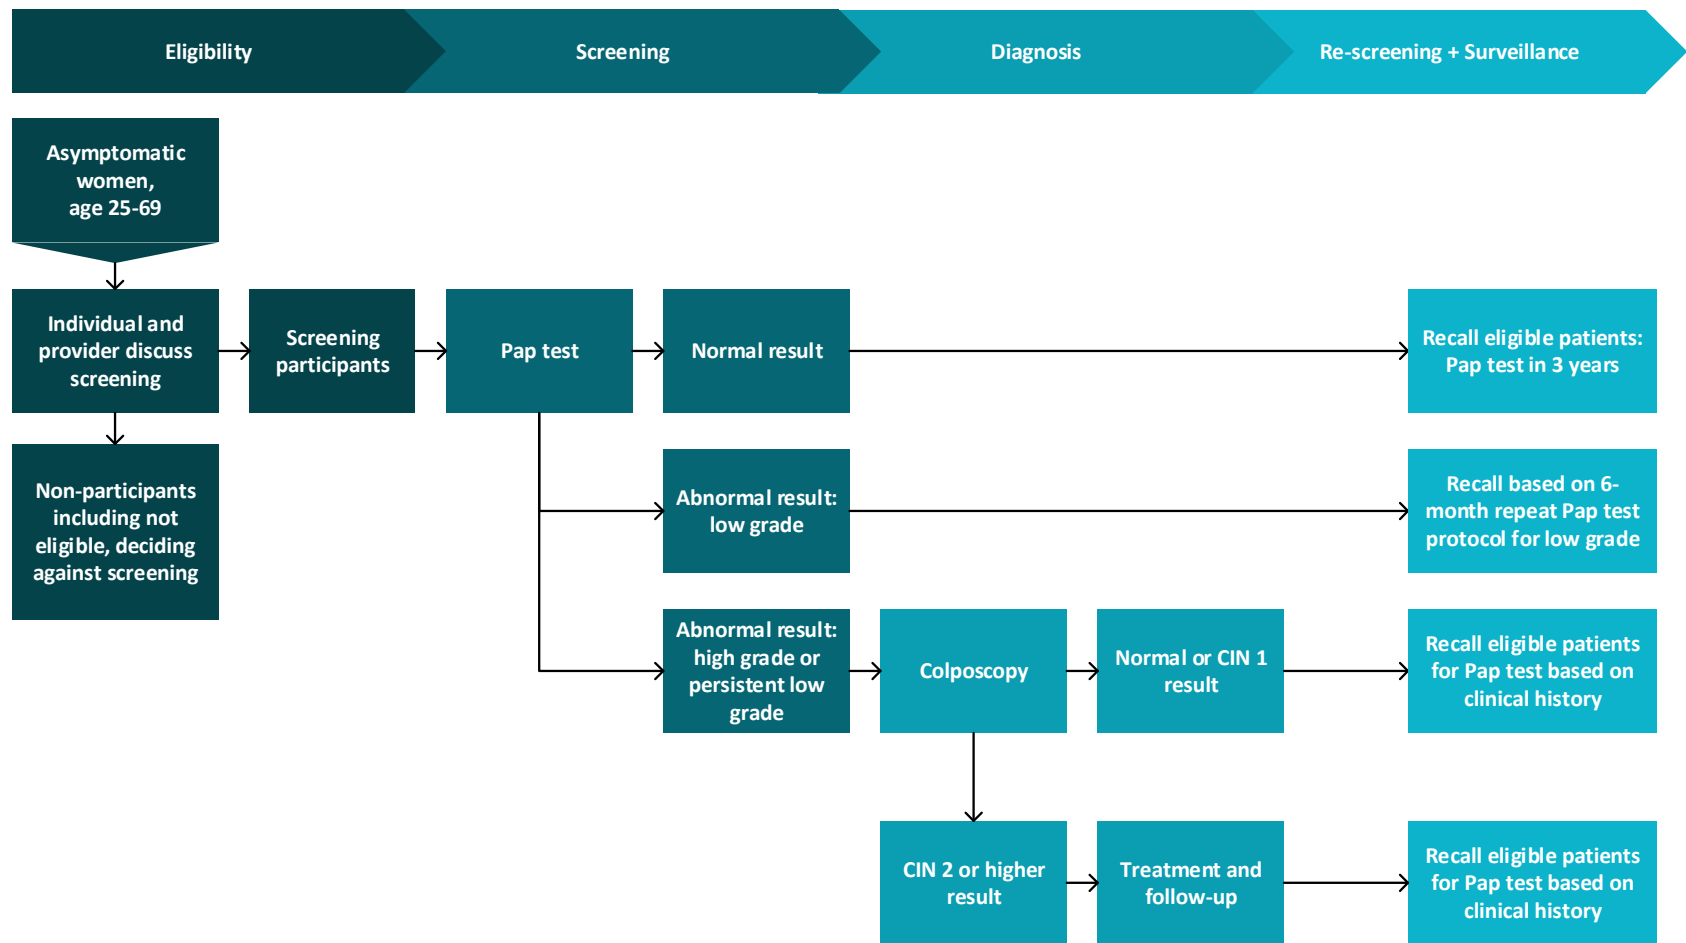 Eligibility
Screening
Diagnosis
Re-screening + Surveillance
Asymptomatic
women,
age 25-69
Individual and
provider discuss
screening
Screening
participants
Pap test
Normal result
Recall eligible patients:
Pap test in 3 years
Non-participants
including not
eligible, deciding
against screening
Abnormal result:
low grade
Recall based on 6-
month repeat Pap test
protocol for low grade
Abnormal result:
high grade or
persistent low
grade
Colposcopy
Normal or CIN 1
result
Recall eligible patients
for Pap test based on
clinical history
CIN 2 or higher
result
Treatment and
follow-up
Recall eligible patients
for Pap test based on
clinical history